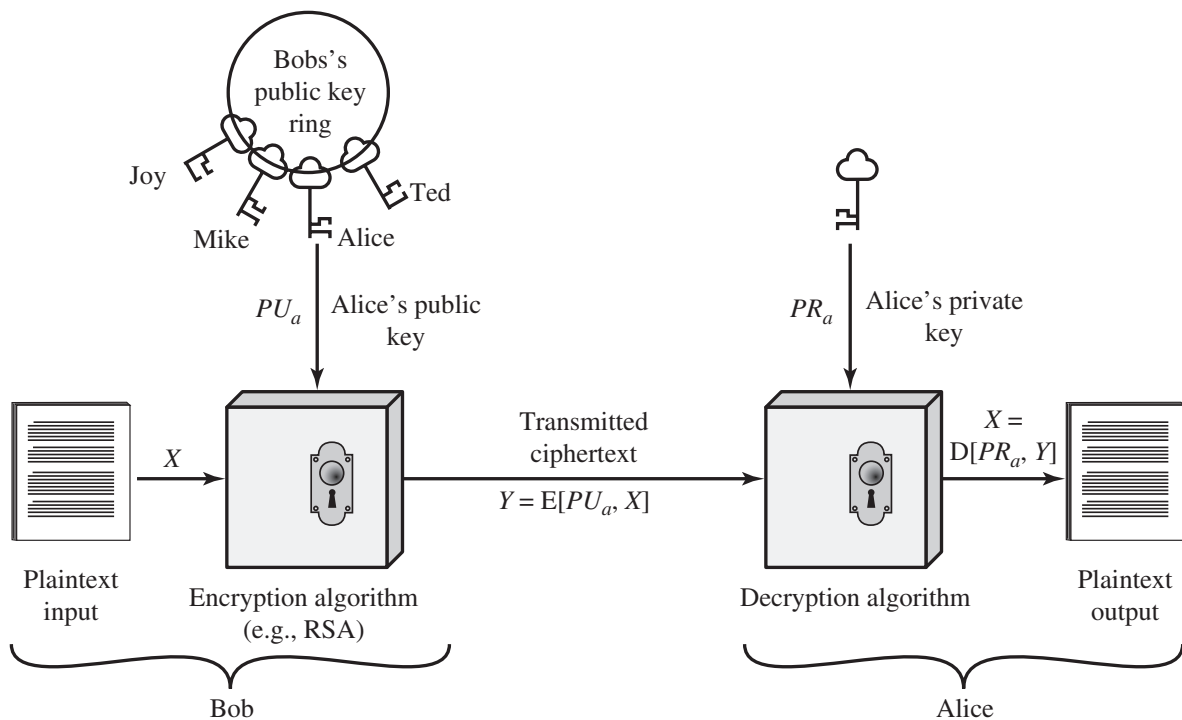 Bobs's
public key
ring
Joy
Ted
Mike
Alice
PU_a
Alice's public
key
PR_a
Alice's private
key
X
Transmitted
ciphertext
Y = E[PU_a, X]
X =
D[PR_a, Y]
Plaintext
input
Encryption algorithm
(e.g., RSA)
Decryption algorithm
Plaintext
output
Bob
Alice